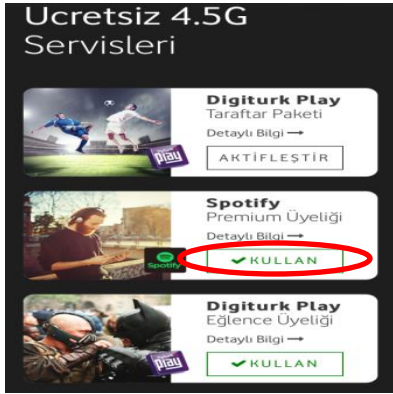 Ucretsiz 4.5G
Servisleri
Digiturk Play
Taraftar Paketi
Detaylı Bilgi →
AKTİFLEŞTİR
play
Spotify
Premium Üyeliği
Detaylı Bilgi →
✔KULLAN
Spotify
Digiturk Play
Eğlence Üyeliği
Detaylı Bilgi →
✔KULLAN
play